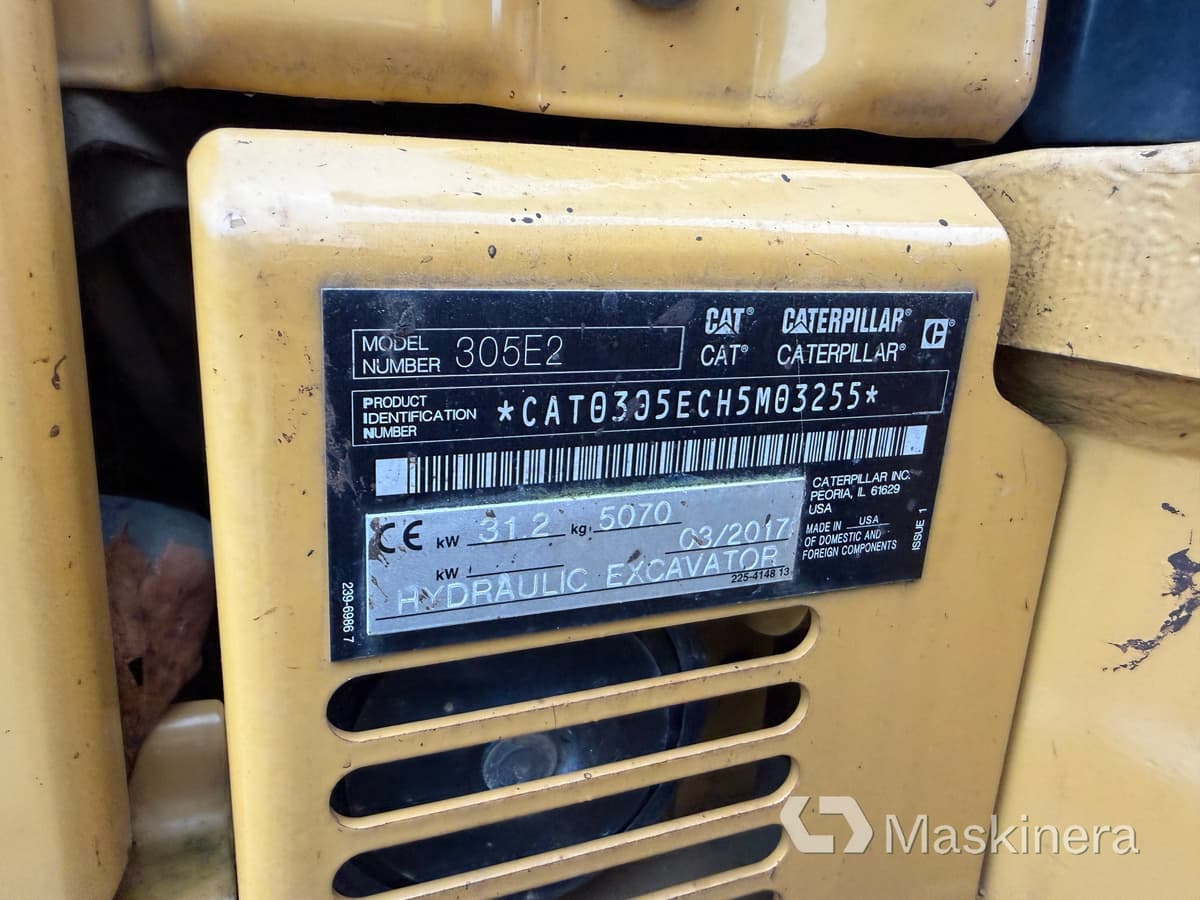 MODEL
NUMBER 305E2
CAT® CATERPILLAR®
CAT® CATERPILLAR® C®
PRODUCT
IDENTIFICATION
NUMBER
*CAT0305ECH5M03255*
CE kW 31.2 kg 5070
kW 03/2017
HYDRAULIC EXCAVATOR
225-4148 13
CATERPILLAR INC.
PEORIA, IL 61629
USA
MADE IN USA
OF DOMESTIC AND
FOREIGN COMPONENTS
ISSUE 1
239-6986 7
Maskinera